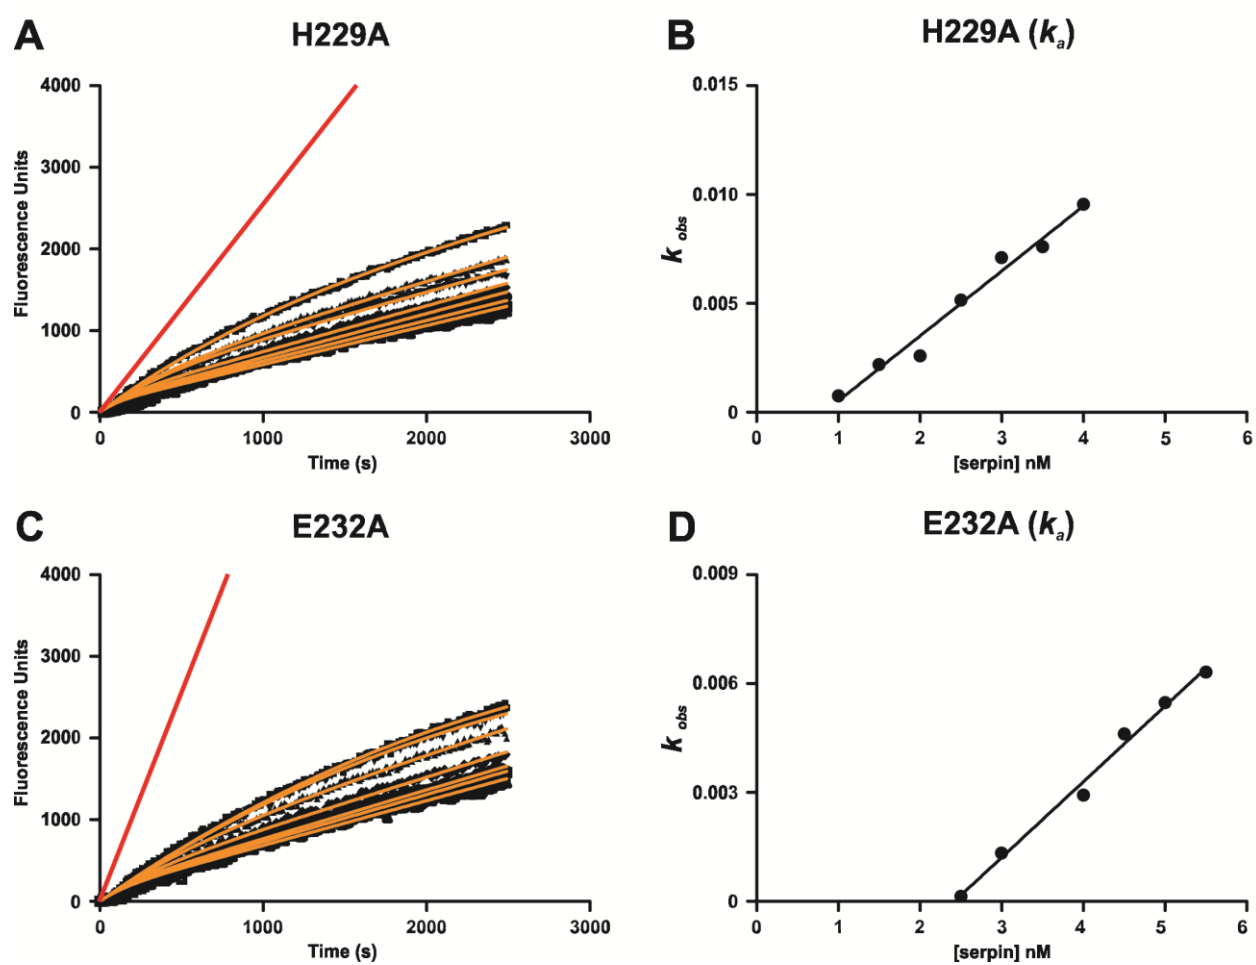 A
H229A
Fluorescence Units
4000
3000
2000
1000
0
0 1000 2000 3000
Time (s)
B
H229A (ka)
k obs
0.015
0.010
0.005
0
0 1 2 3 4 5 6
[serpin] nM
C
E232A
Fluorescence Units
4000
3000
2000
1000
0
0 1000 2000 3000
Time (s)
D
E232A (ka)
k obs
0.009
0.006
0.003
0
0 1 2 3 4 5 6
[serpin] nM